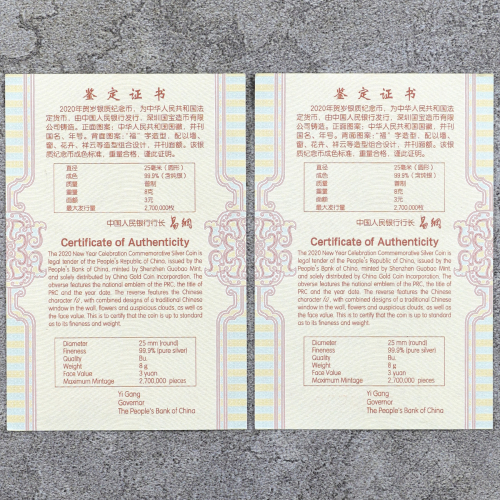 鉴定证书
2020年贺岁银质纪念币,为中华人民共和国法
定货币,由中国人民银行发行,深圳国宝造币有限
公司铸造。正面图案:中华人民共和国国徽,并刊
国名、年号。背面图案:“福”字造型,配以墙、
窗、花卉、祥云等造型组合设计,并刊面额。该银
质纪念币成色标准,重量合格,谨此证明。
直径 25毫米(圆形)
成色 99.9%(含纯银)
质量 普制
重量 8克
面额 3元
最大发行量 2,700,000枚
中国人民银行行长 易纲
Certificate of Authenticity
The 2020 New Year Celebration Commemorative Silver Coin is
legal tender of the People's Republic of China, issued by the
People's Bank of China, minted by Shenzhen Guobao Mint,
and solely distributed by China Gold Coin Incorporation. The
obverse features the national emblem of the PRC, the title of
PRC and the year date. The reverse features the Chinese
character with combined designs of a traditional Chinese
window in the wall, flowers and auspicious clouds, as well as
the face value. This is to certify that the coin is up to standard
as to its fineness and weight.
Diameter 25 mm (round)
Fineness 99.9% (pure silver)
Quality Bu.
Weight 8 g
Face Value 3 yuan
Maximum Mintage 2,700,000 pieces
Yi Gang
Governor
The People's Bank of China
鉴定证书
2020年贺岁银质纪念币,为中华人民共和国法
定货币,由中国人民银行发行,深圳国宝造币有限
公司铸造。正面图案:中华人民共和国国徽,并刊
国名、年号。背面图案:“福”字造型,配以墙、
窗、花卉、祥云等造型组合设计,并刊面额。该银
质纪念币成色标准,重量合格,谨此证明。
直径 25毫米(圆形)
成色 99.9%(含纯银)
质量 普制
重量 8克
面额 3元
最大发行量 2,700,000枚
中国人民银行行长 易纲
Certificate of Authenticity
The 2020 New Year Celebration Commemorative Silver Coin is
legal tender of the People's Republic of China, issued by the
People's Bank of China, minted by Shenzhen Guobao Mint,
and solely distributed by China Gold Coin Incorporation. The
obverse features the national emblem of the PRC, the title of
PRC and the year date. The reverse features the Chinese
character with combined designs of a traditional Chinese
window in the wall, flowers and auspicious clouds, as well as
the face value. This is to certify that the coin is up to standard
as to its fineness and weight.
Diameter 25 mm (round)
Fineness 99.9% (pure silver)
Quality Bu.
Weight 8 g
Face Value 3 yuan
Maximum Mintage 2,700,000 pieces
Yi Gang
Governor
The People's Bank of China